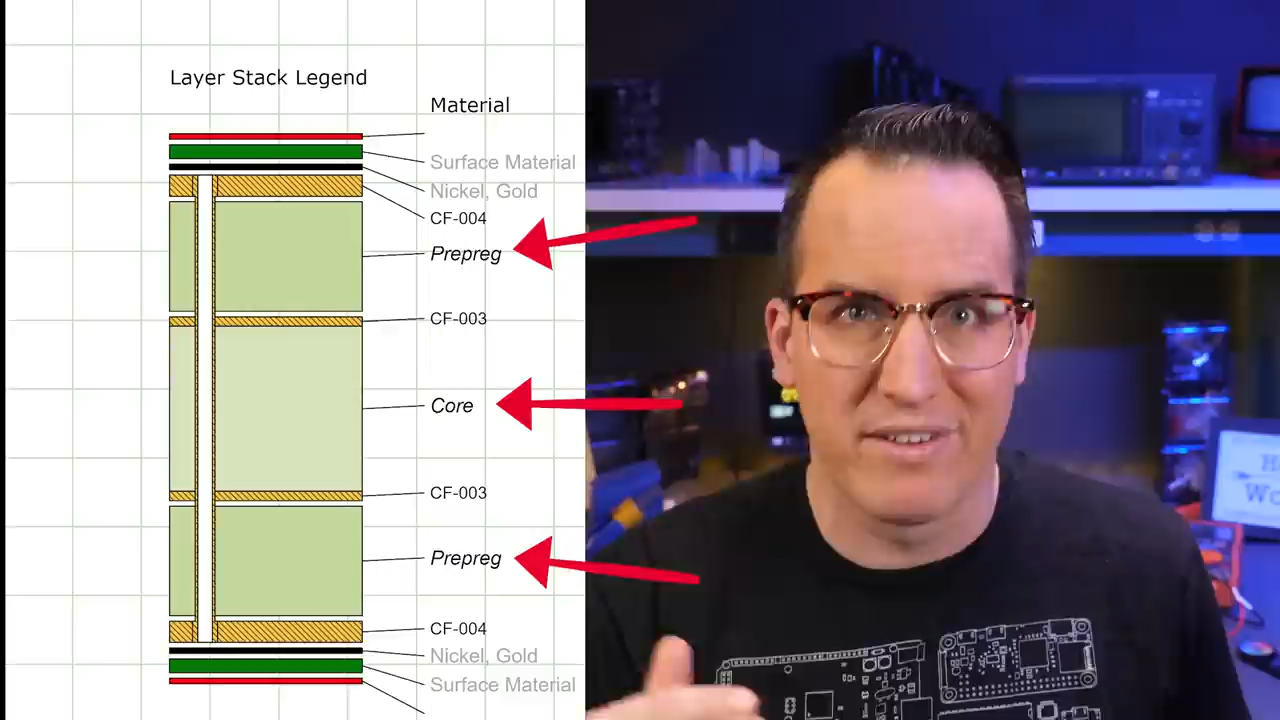 Layer Stack Legend
Material
Surface Material
Nickel, Gold
CF-004
Prepreg
CF-003
Core
CF-003
Prepreg
CF-004
Nickel, Gold
Surface Material